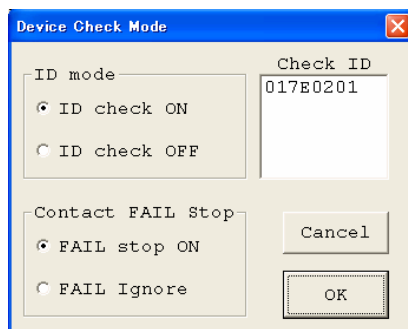 Device Check Mode
ID mode
ID check ON
ID check OFF
Check ID
017E0201
Contact FAIL Stop
FAIL stop ON
FAIL Ignore
Cancel
OK